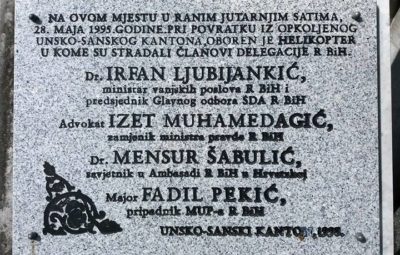 NA OVOM MJESTU U RANIM JUTARNJIM SATIMA,
28. MAJA 1995.GODINE.PRI POVRATKU IZ OPKOLJENOG
UNSKO-SANSKOG KANTONA,OBOREN JE HELIKOPTER
U KOME SU STRADALI ČLANOVI DELEGACIJE R BiH.
Dr. IRFAN LJUBIJANKIĆ,
ministar vanjskih poslova R BiH i
predsjednik Glavnog odbora SDA R BiH
Advokat IZET MUHAMEDAGIĆ,
zamjenik ministra pravde R BiH
Dr. MENSUR ŠABULIĆ,
savjetnik u Ambasadi R BiH u Hrvatskoj
Major FADIL PEKIĆ,
pripadnik MUP-a R BiH
UNSKO-SANSKI KANTON, 1998.